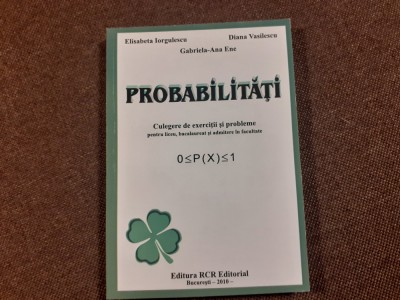 Elisabeta Iorgulescu Diana Vasilescu
Gabriela-Ana Ene
PROBABILITĂȚI
Culegere de exerciții și probleme
pentru liceu, bacalaureat și admitere în facultate
0≤P(X)≤1
Editura RCR Editorial
București – 2010 –